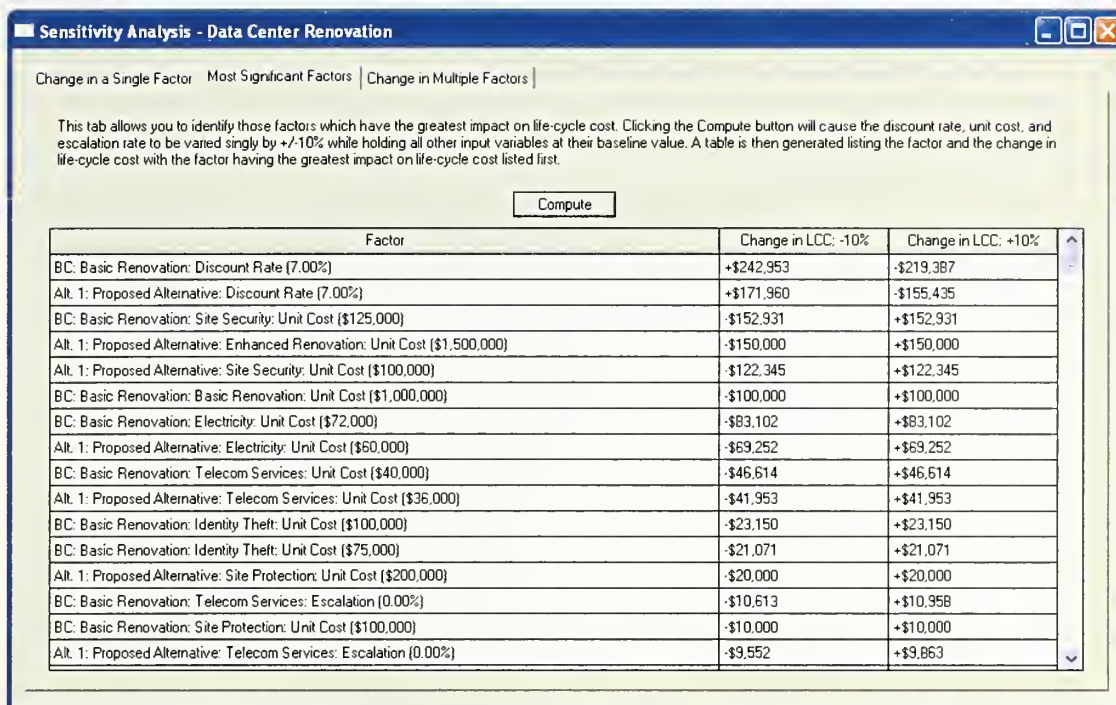 Sensitivity Analysis - Data Center Renovation
Change in a Single Factor Most Significant Factors Change in Multiple Factors
This tab allows you to identify those factors which have the greatest impact on life-cycle cost. Clicking the Compute button will cause the discount rate, unit cost, and
escalation rate to be varied singly by +/-10% while holding all other input variables at their baseline value. A table is then generated listing the factor and the change in
life-cycle cost with the factor having the greatest impact on life-cycle cost listed first.
Compute
Factor Change in LCC: -10% Change in LCC: +10%
BC: Basic Renovation: Discount Rate (7.00%) +$242,953 -$219,387
Alt. 1: Proposed Alternative: Discount Rate (7.00%) +$171,960 -$155,435
BC: Basic Renovation: Site Security: Unit Cost ($125,000) -$152,931 +$152,931
Alt. 1: Proposed Alternative: Enhanced Renovation: Unit Cost ($1,500,000) -$150,000 +$150,000
Alt. 1: Proposed Alternative: Site Security: Unit Cost ($100,000) -$122,345 +$122,345
BC: Basic Renovation: Basic Renovation: Unit Cost ($1,000,000) -$100,000 +$100,000
BC: Basic Renovation: Electricity: Unit Cost ($72,000) -$83,102 +$83,102
Alt. 1: Proposed Alternative: Electricity: Unit Cost ($60,000) -$69,252 +$69,252
BC: Basic Renovation: Telecom Services: Unit Cost ($40,000) -$46,614 +$46,614
Alt. 1: Proposed Alternative: Telecom Services: Unit Cost ($36,000) -$41,953 +$41,953
BC: Basic Renovation: Identity Theft: Unit Cost ($100,000) -$23,150 +$23,150
BC: Basic Renovation: Identity Theft: Unit Cost ($75,000) -$21,071 +$21,071
Alt. 1: Proposed Alternative: Site Protection: Unit Cost ($200,000) -$20,000 +$20,000
BC: Basic Renovation: Telecom Services: Escalation (0.00%) -$10,613 +$10,958
BC: Basic Renovation: Site Protection: Unit Cost ($100,000) -$10,000 +$10,000
Alt. 1: Proposed Alternative: Telecom Services: Escalation (0.00%) -$9,552 +$9,863